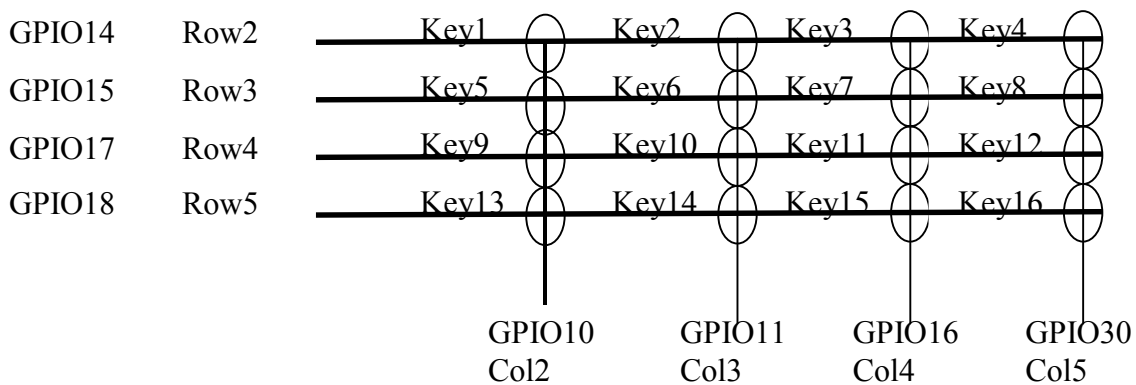 GPIO14 Row2 Key1 Key2 Key3 Key4
GPIO15 Row3 Key5 Key6 Key7 Key8
GPIO17 Row4 Key9 Key10 Key11 Key12
GPIO18 Row5 Key13 Key14 Key15 Key16
GPIO10 GPIO11 GPIO16 GPIO30
Col2 Col3 Col4 Col5